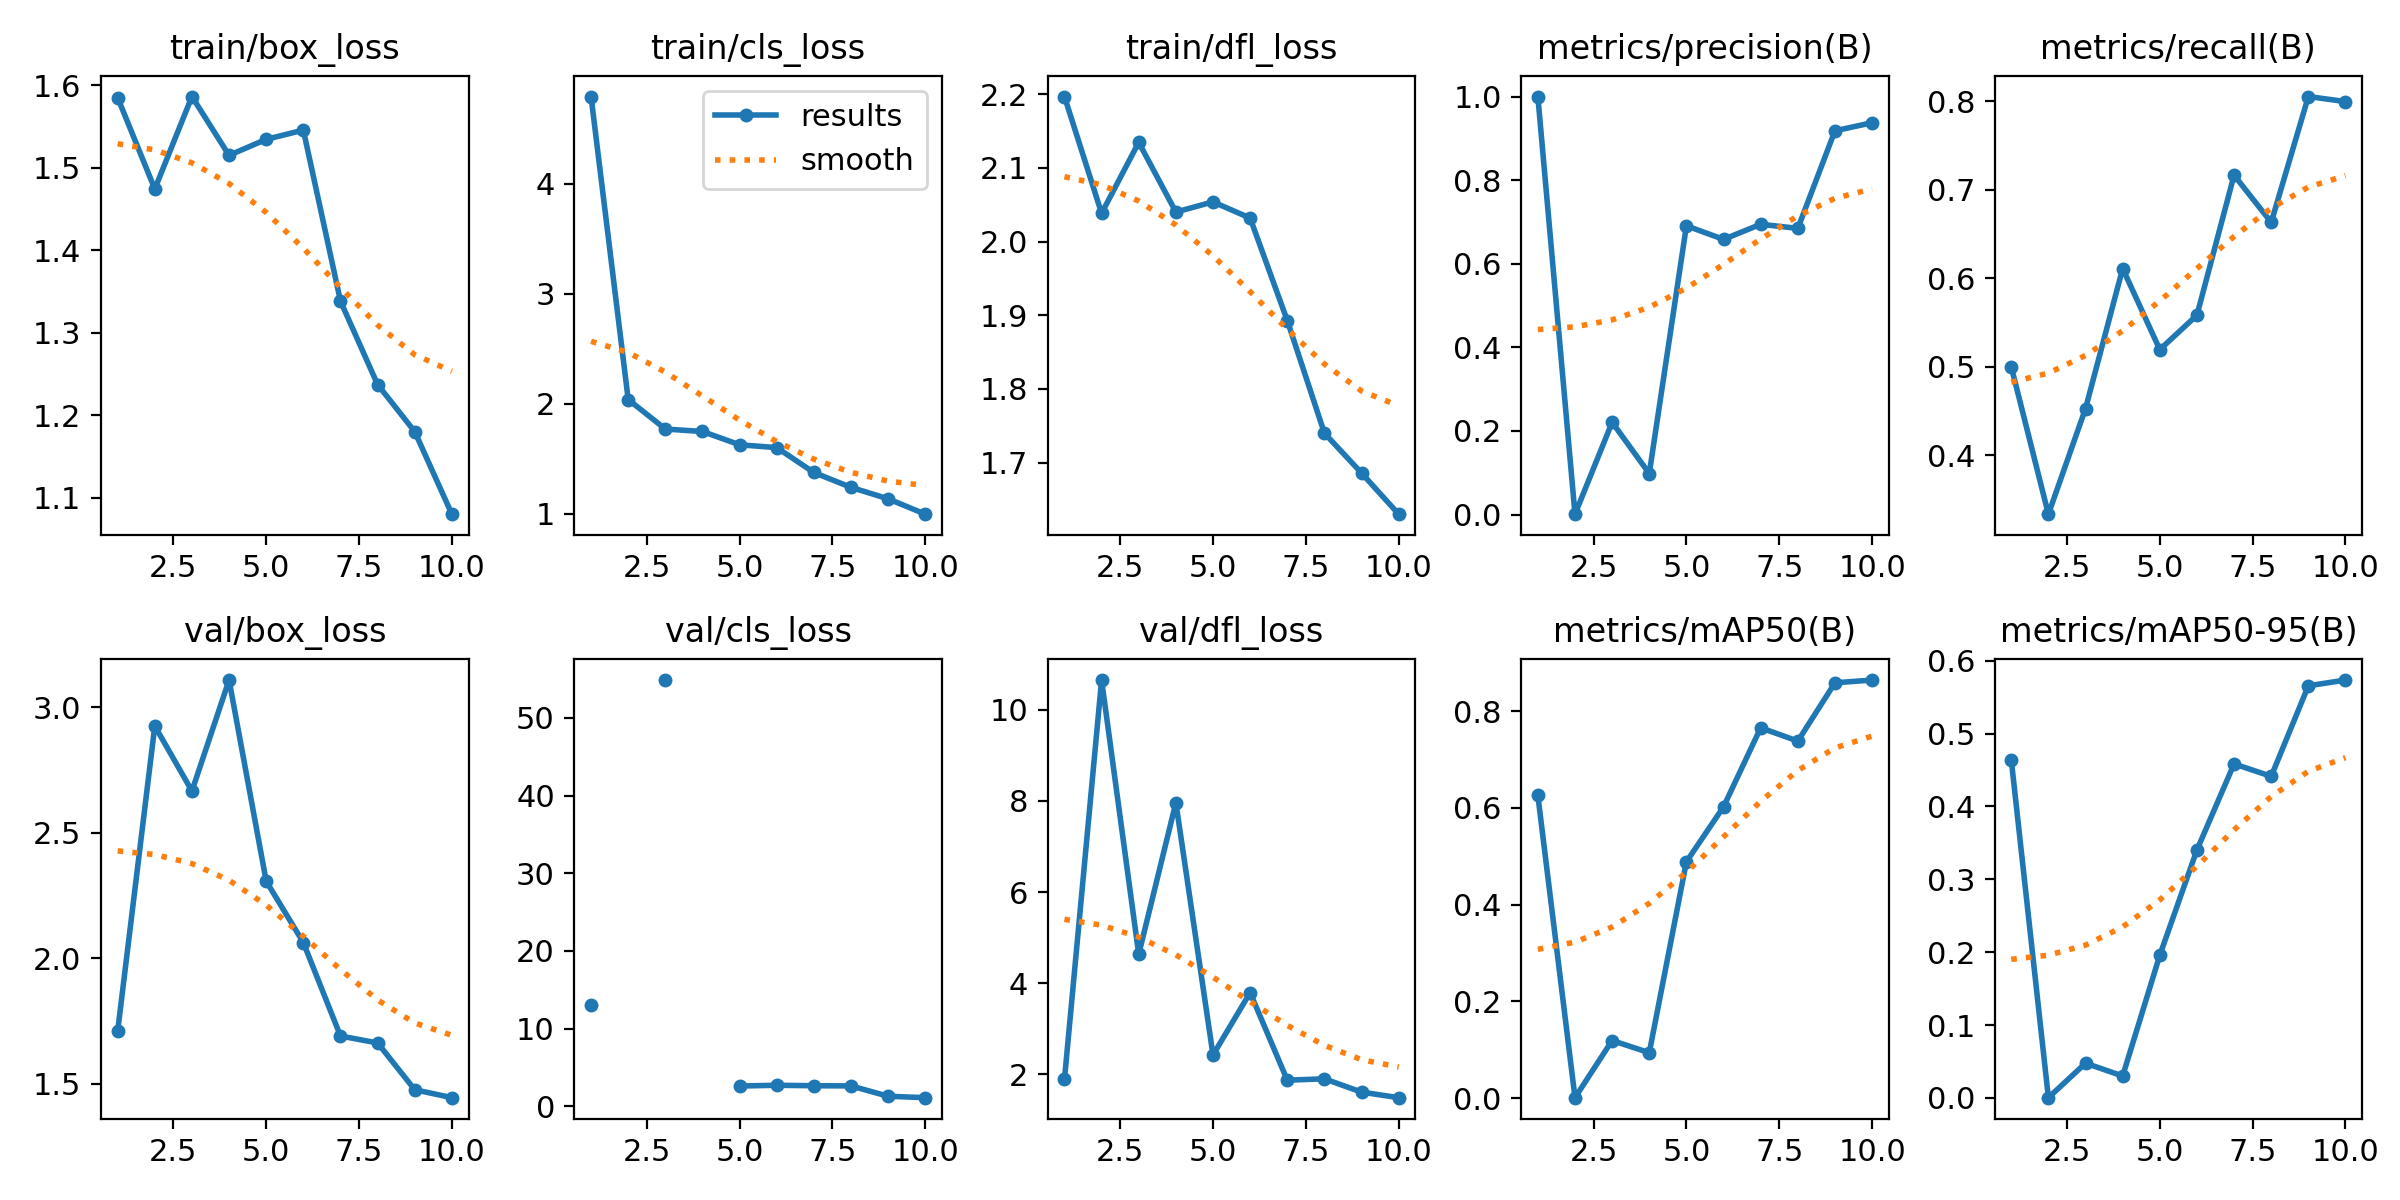 train/box_loss
train/cls_loss
train/dfl_loss
metrics/precision(B)
metrics/recall(B)
1.6
1.5
1.4
1.3
1.2
1.1
2.5 5.0 7.5 10.0
results
smooth
4
3
2
1
2.5 5.0 7.5 10.0
2.2
2.1
2.0
1.9
1.8
1.7
2.5 5.0 7.5 10.0
1.0
0.8
0.6
0.4
0.2
0.0
2.5 5.0 7.5 10.0
0.8
0.7
0.6
0.5
0.4
2.5 5.0 7.5 10.0
val/box_loss
val/cls_loss
val/dfl_loss
metrics/mAP50(B)
metrics/mAP50-95(B)
3.0
2.5
2.0
1.5
2.5 5.0 7.5 10.0
50
40
30
20
10
0
2.5 5.0 7.5 10.0
10
8
6
4
2
2.5 5.0 7.5 10.0
0.8
0.6
0.4
0.2
0.0
2.5 5.0 7.5 10.0
0.6
0.5
0.4
0.3
0.2
0.1
0.0
2.5 5.0 7.5 10.0